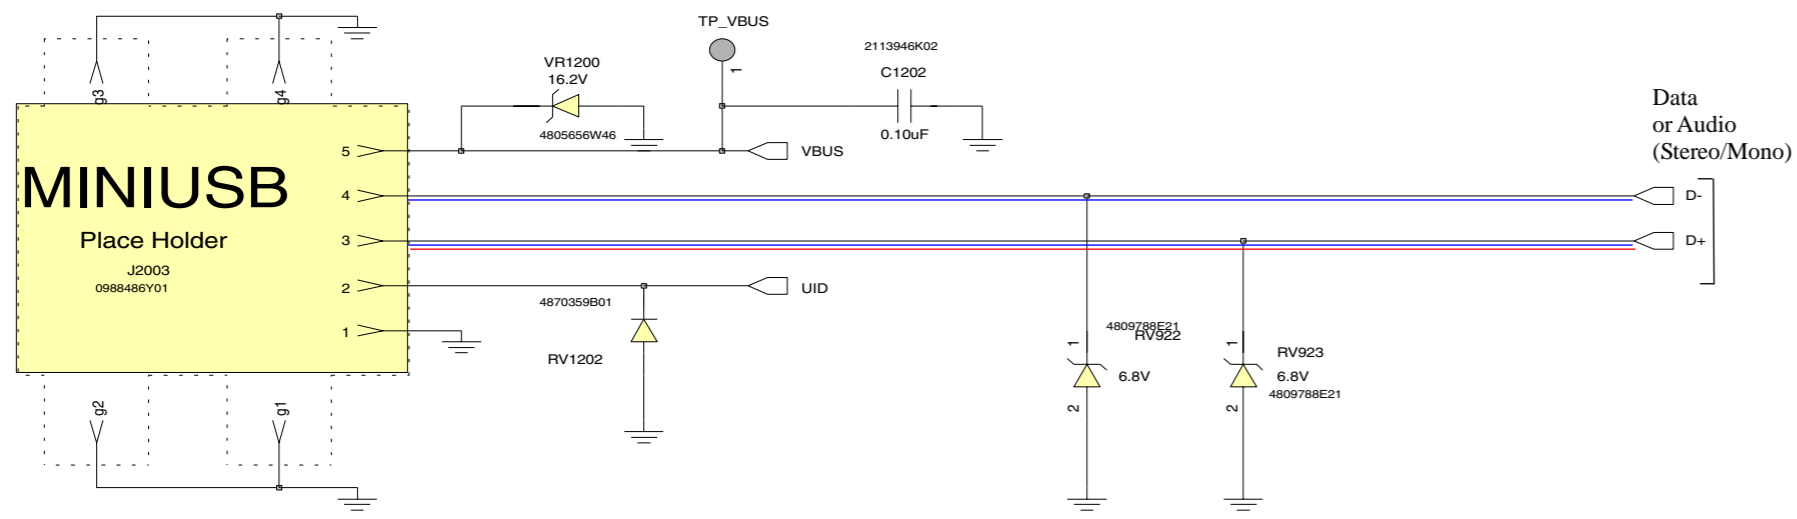 TP_VBUS
2113946K02
VR1200
16.2V
C1202
1
g3
g4
4805656W46
0.10uF
Data
or Audio
(Stereo/Mono)
5
VBUS
MINIUSB
4
D-
Place Holder
3
D+
J2003
0988486Y01
2
UID
4870359B01
1
RV1202
4809788E21
RV922
1
6.8V
2
1
RV923
6.8V
4809788E21
2
g2
g1